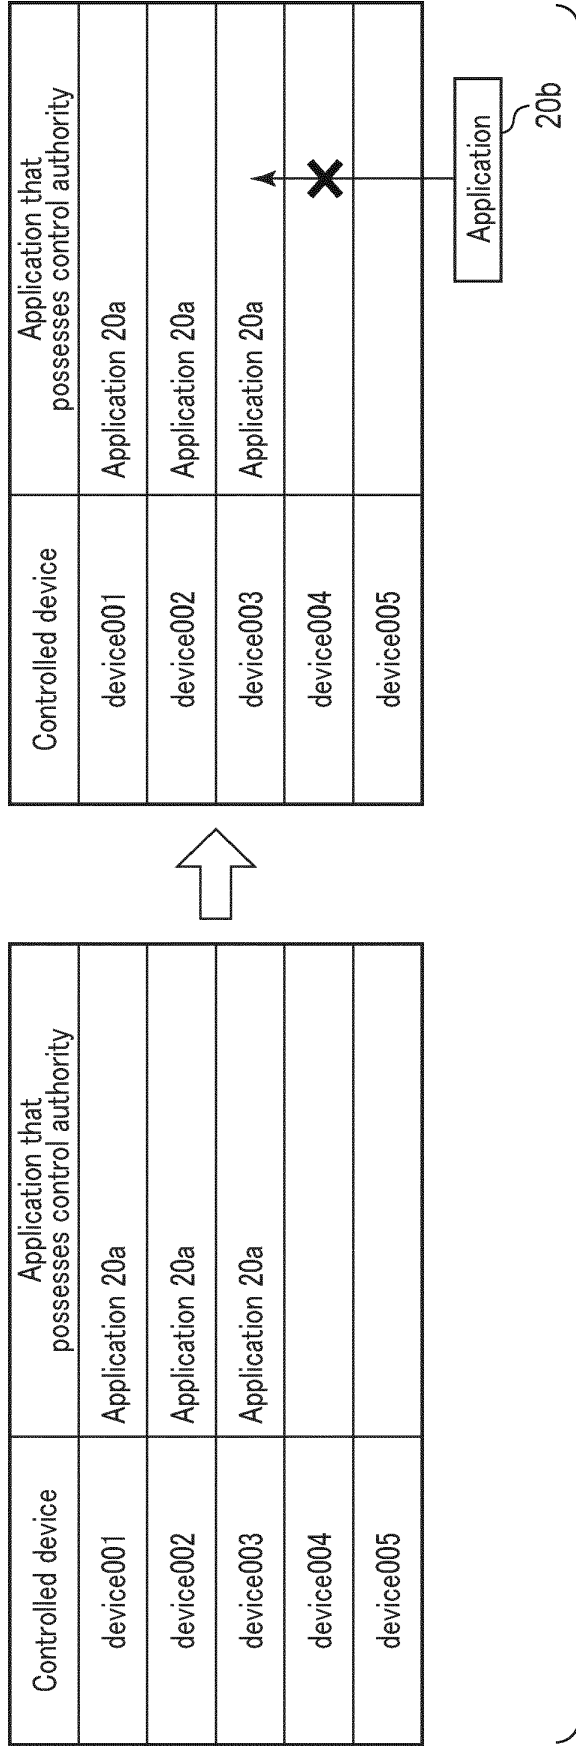 Controlled device
Application that
possesses control authority
device001
Application 20a
device002
Application 20a
device003
Application 20a
device004
device005
Controlled device
Application that
possesses control authority
device001
Application 20a
device002
Application 20a
device003
Application 20a
device004
device005
Application
20b